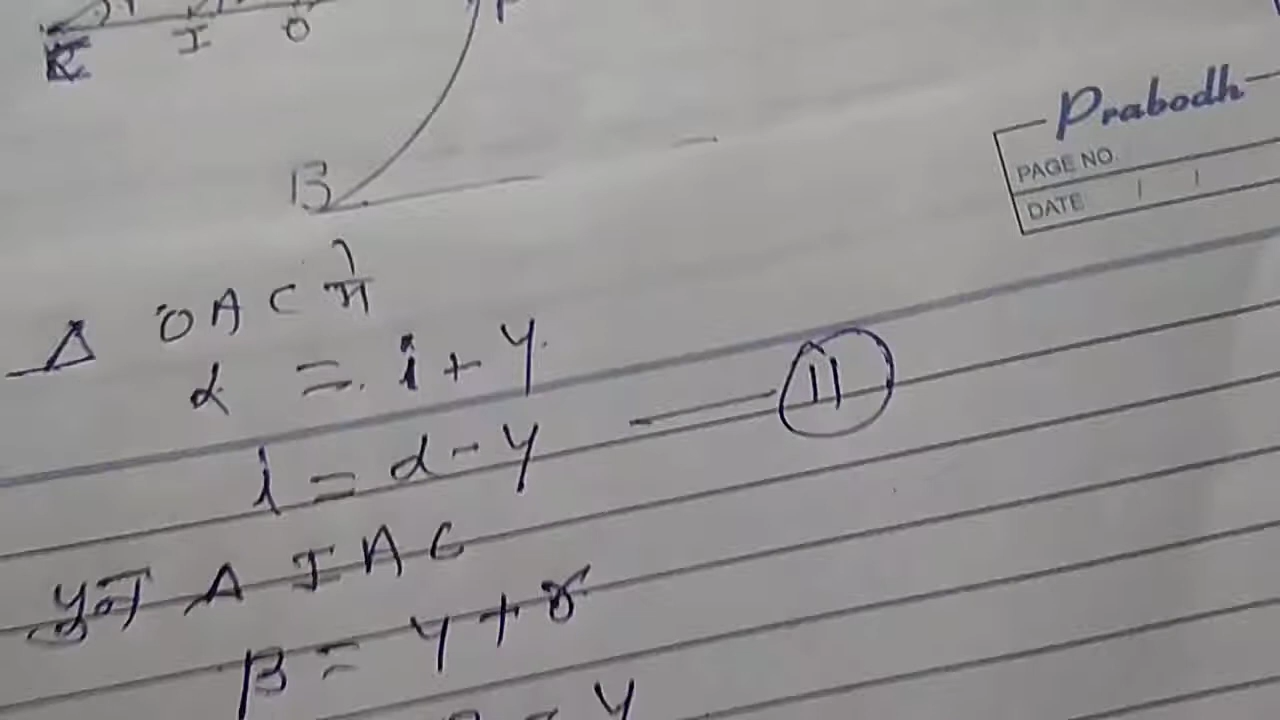 I O
B
Prabodh
PAGE NO.
DATE
Δ OAC में
α = i + γ
i = α - γ —— (11)
पुन Δ IAC
β = γ + r
= γ